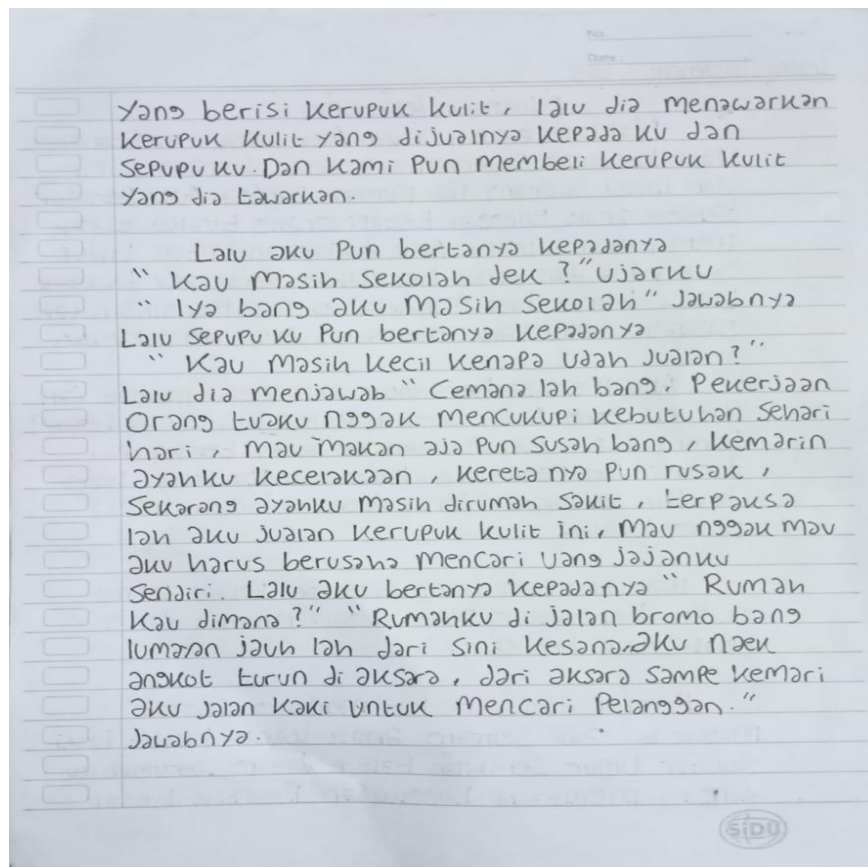 No
Date
yang berisi kerupuk kulit, lalu dia menawarkan
kerupuk kulit yang dijualnya kepada ku dan
sepupu ku. Dan kami pun membeli kerupuk kulit
yang dia tawarkan.
Lalu aku pun bertanya kepadanya
" Kau masih sekolah dek ?" ujarku
" Iya bang aku masih sekolah " Jawabnya
Lalu sepupu ku pun bertanya kepadanya
" Kau masih kecil kenapa udah jualan ? "
Lalu dia menjawab " Cemana lah bang. Pekerjaan
orang tuaku nggak mencukupi kebutuhan sehari
hari, mau makan aja pun susah bang, kemarin
ayahku kecelakaan, kereta nya pun rusak,
sekarang ayahku masih dirumah sakit, terpaksa
lah aku jualan kerupuk kulit ini, mau nggak mau
aku harus berusaha mencari uang jajanku
sendiri. Lalu aku bertanya kepadanya " Rumah
Kau dimana ? " " Rumahku di jalan bromo bang
lumayan jauh lah dari sini kesana, aku naek
angkot turun di aksara, dari aksara sampe kemari
aku jalan kaki untuk mencari pelanggan. "
Jawabnya.
SiDU